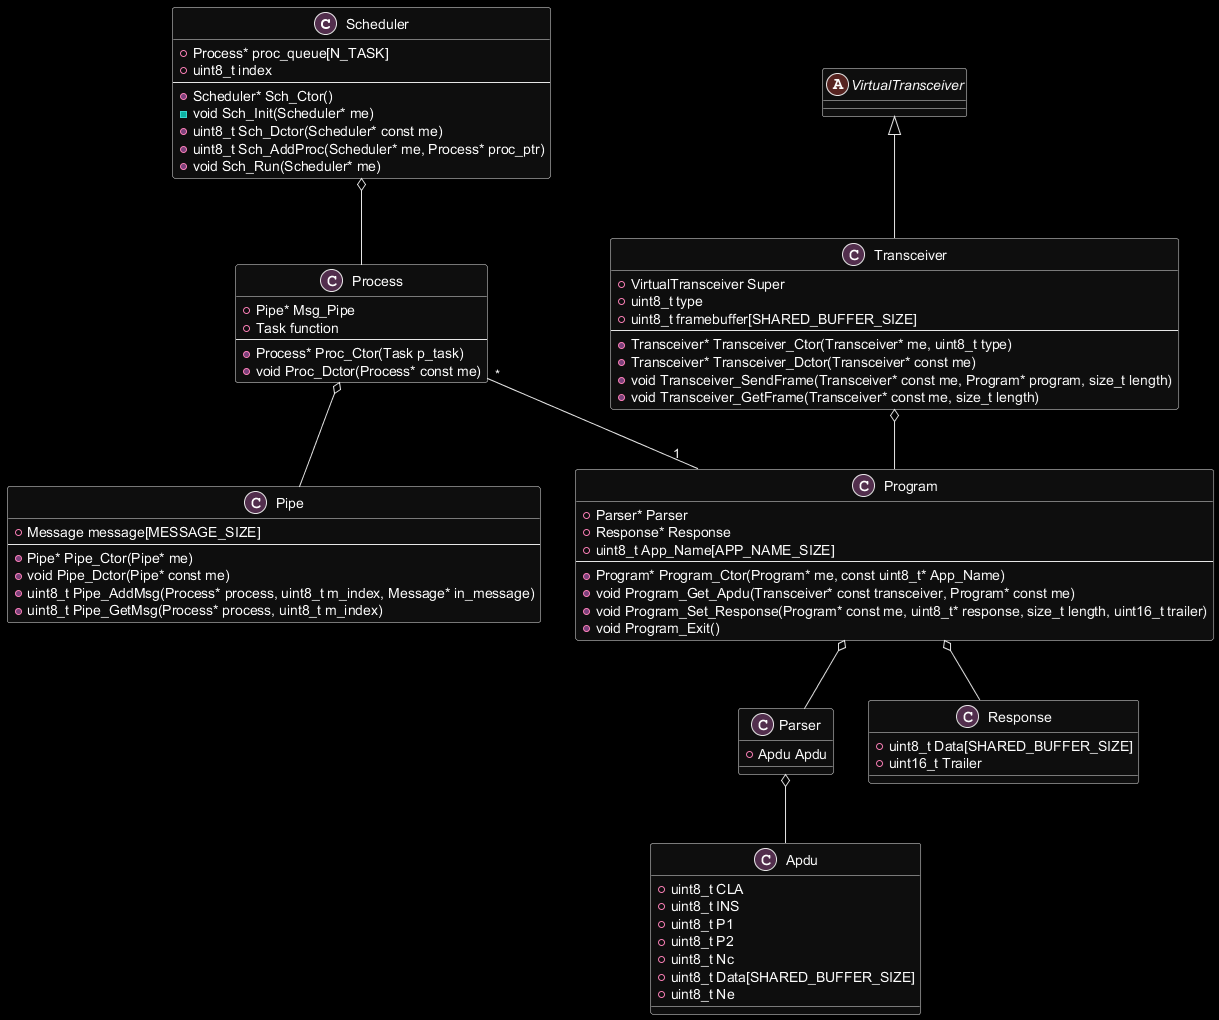 C Scheduler
Process* proc_queue[N_TASK]
uint8_t index
Scheduler* Sch_Ctor()
void Sch_Init(Scheduler* me)
uint8_t Sch_Dctor(Scheduler* const me)
uint8_t Sch_AddProc(Scheduler* me, Process* proc_ptr)
void Sch_Run(Scheduler* me)
A VirtualTransceiver
C Process
Pipe* Msg_Pipe
Task function
Process* Proc_Ctor(Task p_task)
void Proc_Dctor(Process* const me)
*
1
C Transceiver
VirtualTransceiver Super
uint8_t type
uint8_t framebuffer[SHARED_BUFFER_SIZE]
Transceiver* Transceiver_Ctor(Transceiver* me, uint8_t type)
Transceiver* Transceiver_Dctor(Transceiver* const me)
void Transceiver_SendFrame(Transceiver* const me, Program* program, size_t length)
void Transceiver_GetFrame(Transceiver* const me, size_t length)
C Pipe
Message message[MESSAGE_SIZE]
Pipe* Pipe_Ctor(Pipe* me)
void Pipe_Dctor(Pipe* const me)
uint8_t Pipe_AddMsg(Process* process, uint8_t m_index, Message* in_message)
uint8_t Pipe_GetMsg(Process* process, uint8_t m_index)
C Program
Parser* Parser
Response* Response
uint8_t App_Name[APP_NAME_SIZE]
Program* Program_Ctor(Program* me, const uint8_t* App_Name)
void Program_Get_Apdu(Transceiver* const transceiver, Program* const me)
void Program_Set_Response(Program* const me, uint8_t* response, size_t length, uint16_t trailer)
void Program_Exit()
C Parser
Apdu Apdu
C Response
uint8_t Data[SHARED_BUFFER_SIZE]
uint16_t Trailer
C Apdu
uint8_t CLA
uint8_t INS
uint8_t P1
uint8_t P2
uint8_t Nc
uint8_t Data[SHARED_BUFFER_SIZE]
uint8_t Ne